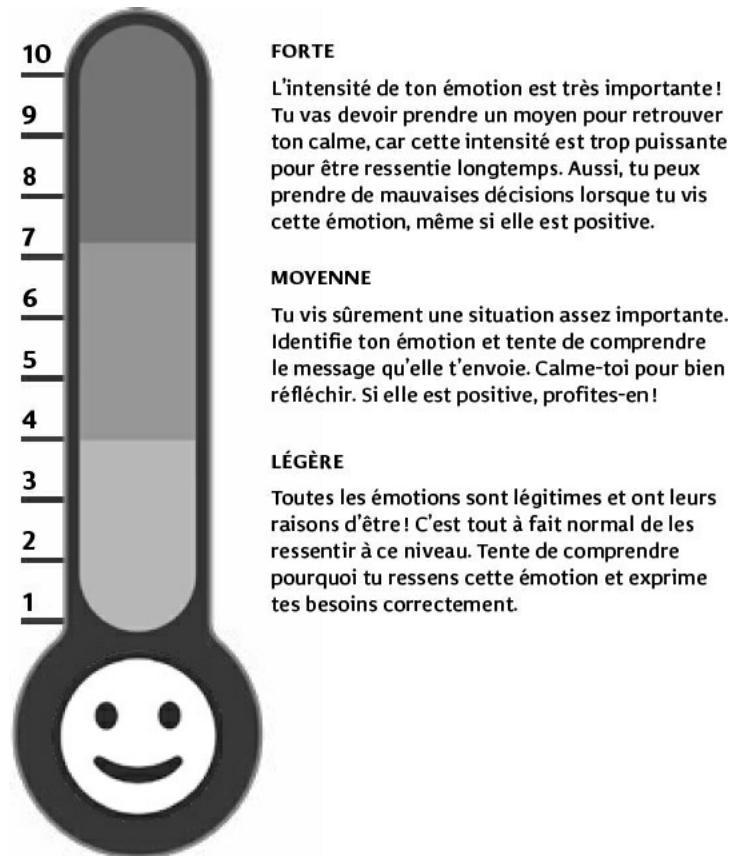 10
9
8
7
6
5
4
3
2
1
FORTE
L'intensité de ton émotion est très importante !
Tu vas devoir prendre un moyen pour retrouver
ton calme, car cette intensité est trop puissante
pour être ressentie longtemps. Aussi, tu peux
prendre de mauvaises décisions lorsque tu vis
cette émotion, même si elle est positive.
MOYENNE
Tu vis sûrement une situation assez importante.
Identifie ton émotion et tente de comprendre
le message qu'elle t'envoie. Calme-toi pour bien
réfléchir. Si elle est positive, profites-en !
LÉGÈRE
Toutes les émotions sont légitimes et ont leurs
raisons d'être ! C'est tout à fait normal de les
ressentir à ce niveau. Tente de comprendre
pourquoi tu ressens cette émotion et exprime
tes besoins correctement.